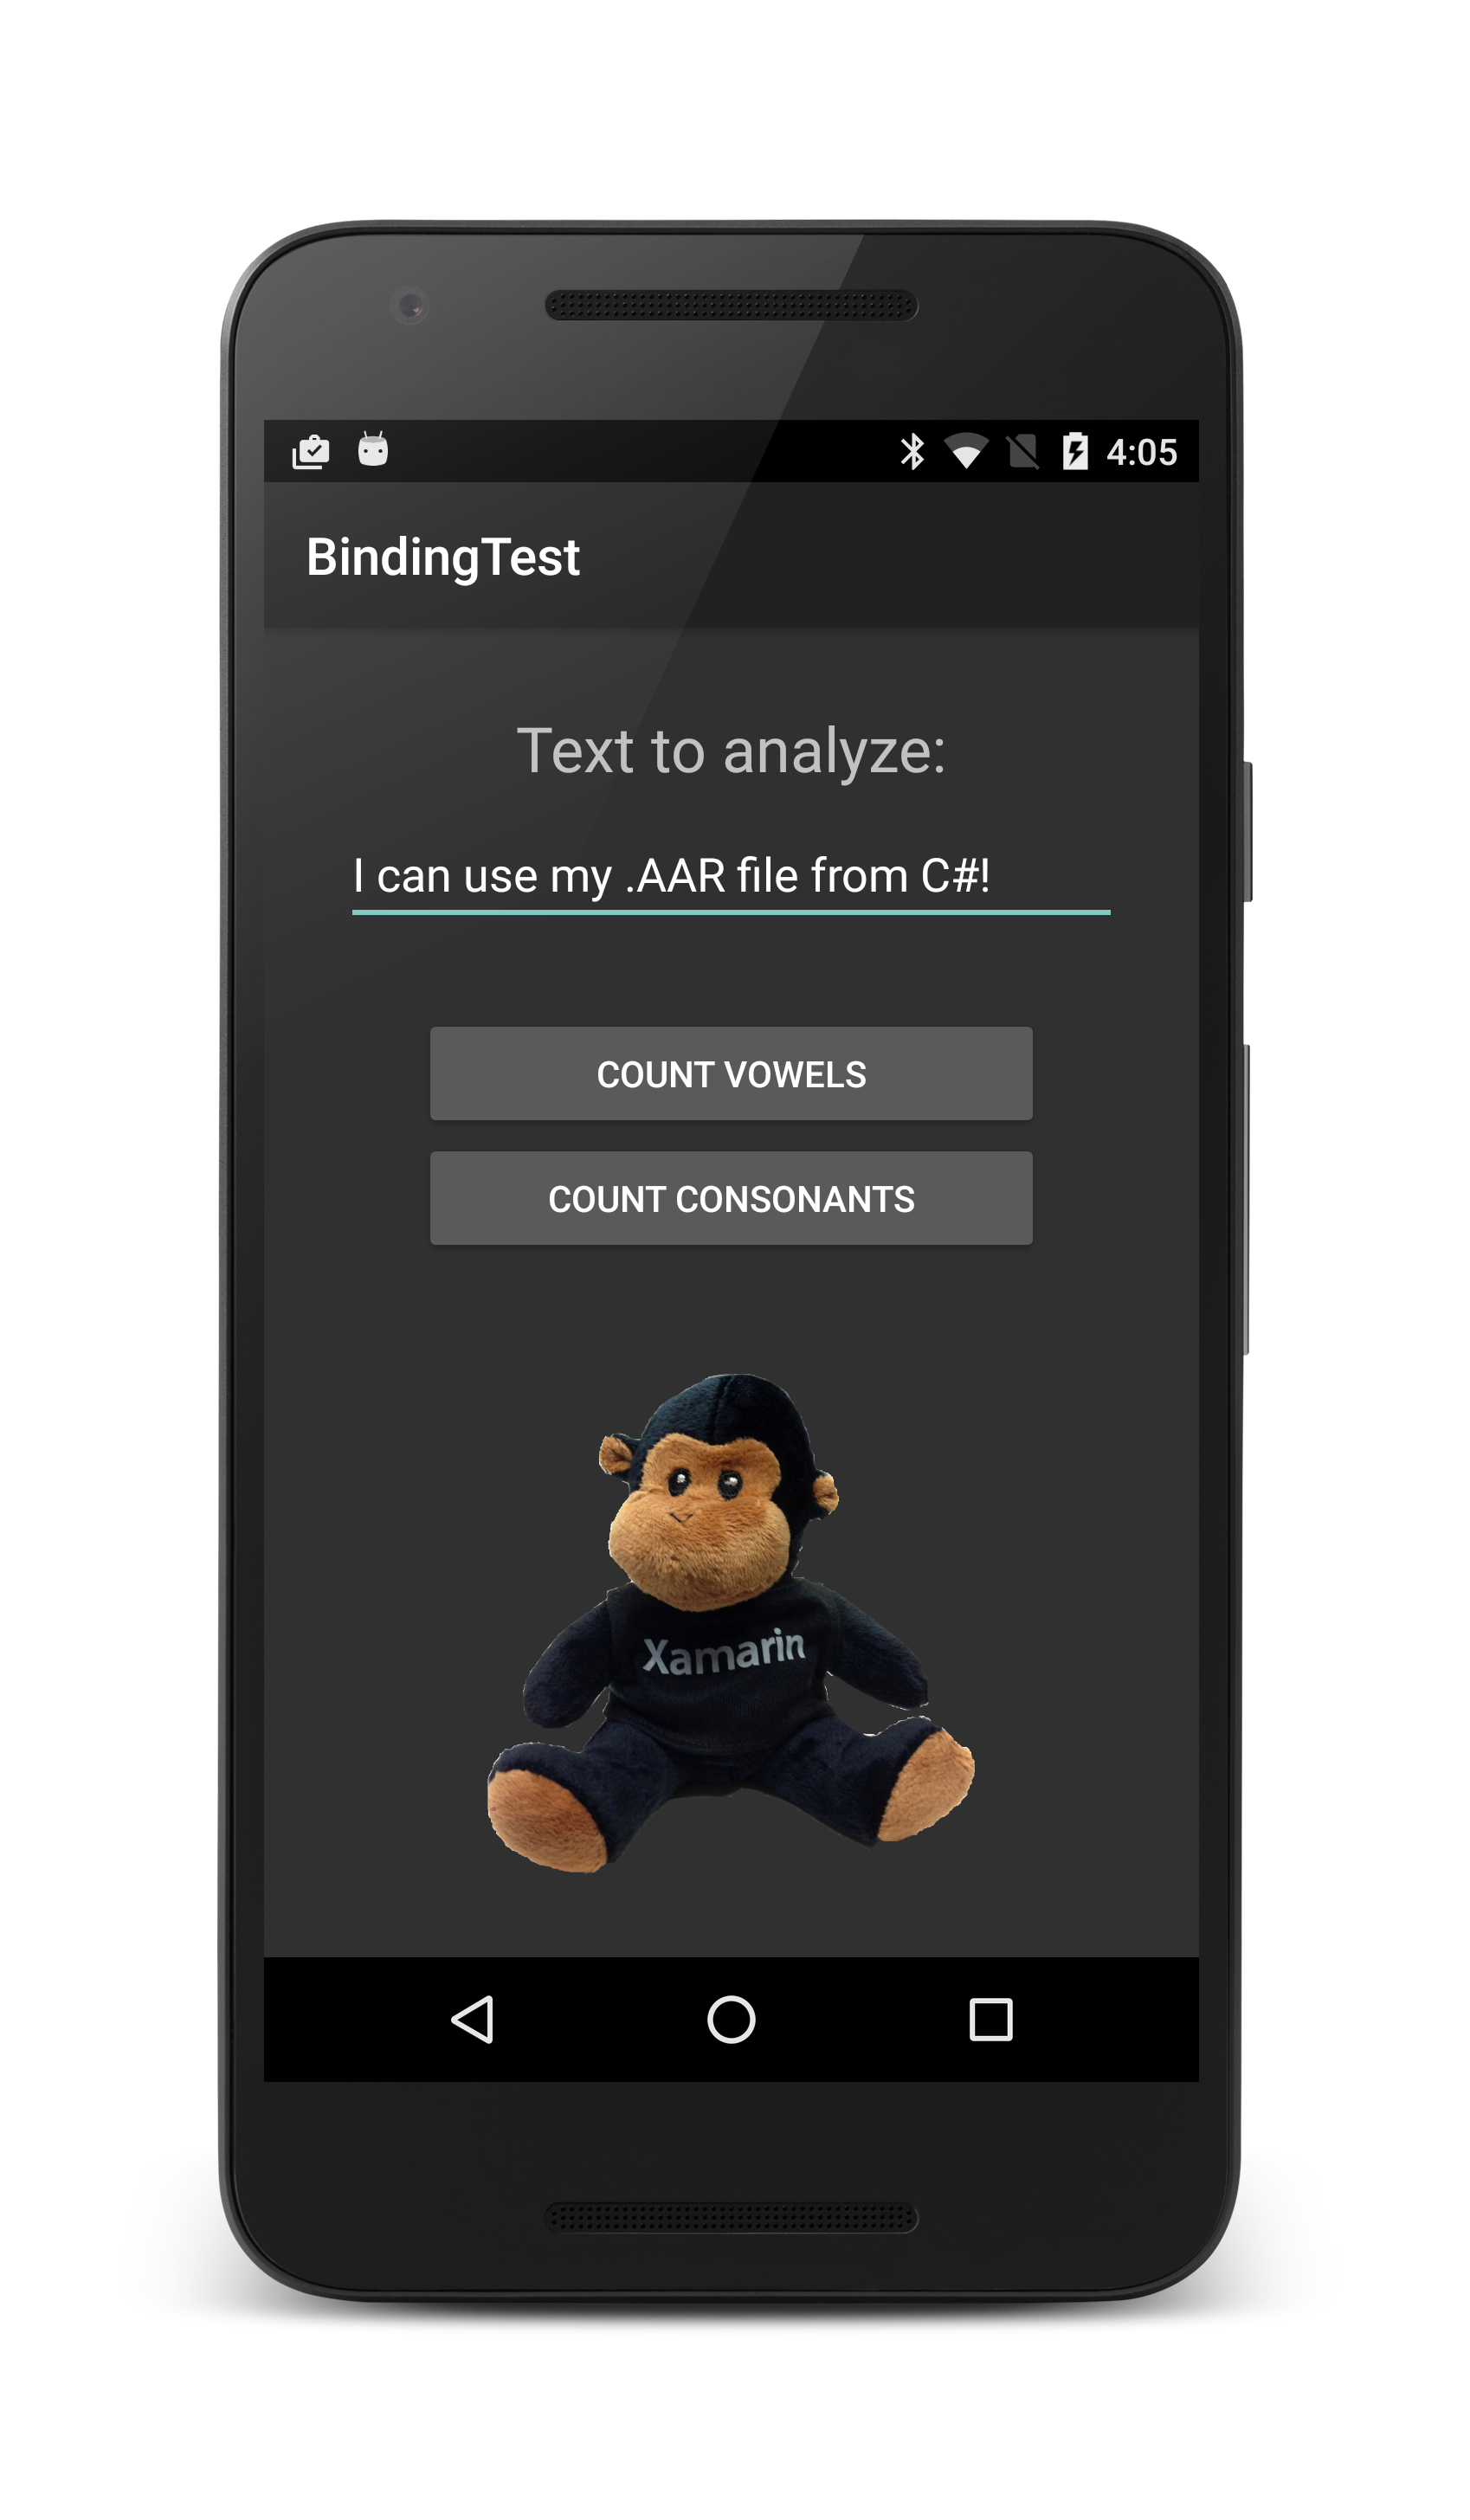 4:05
BindingTest
Text to analyze:
I can use my .AAR file from C#!
COUNT VOWELS
COUNT CONSONANTS
Xamarin